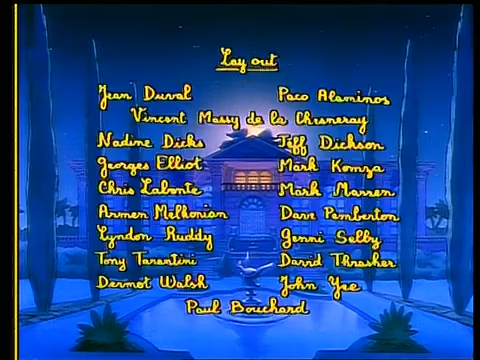 Lay out
Jean Duval Paco Alaminos
Vincent Massy de la Chesneray
Nadine Dicks Jeff Dickson
Georges Elliot Mark Komza
Chris Labonte Mark Marren
Armen Melkonian Dave Pemberton
Lyndon Ruddy Genni Selby
Tony Tarantini David Thrasher
Dermot Walsh John Yee
Paul Bouchard